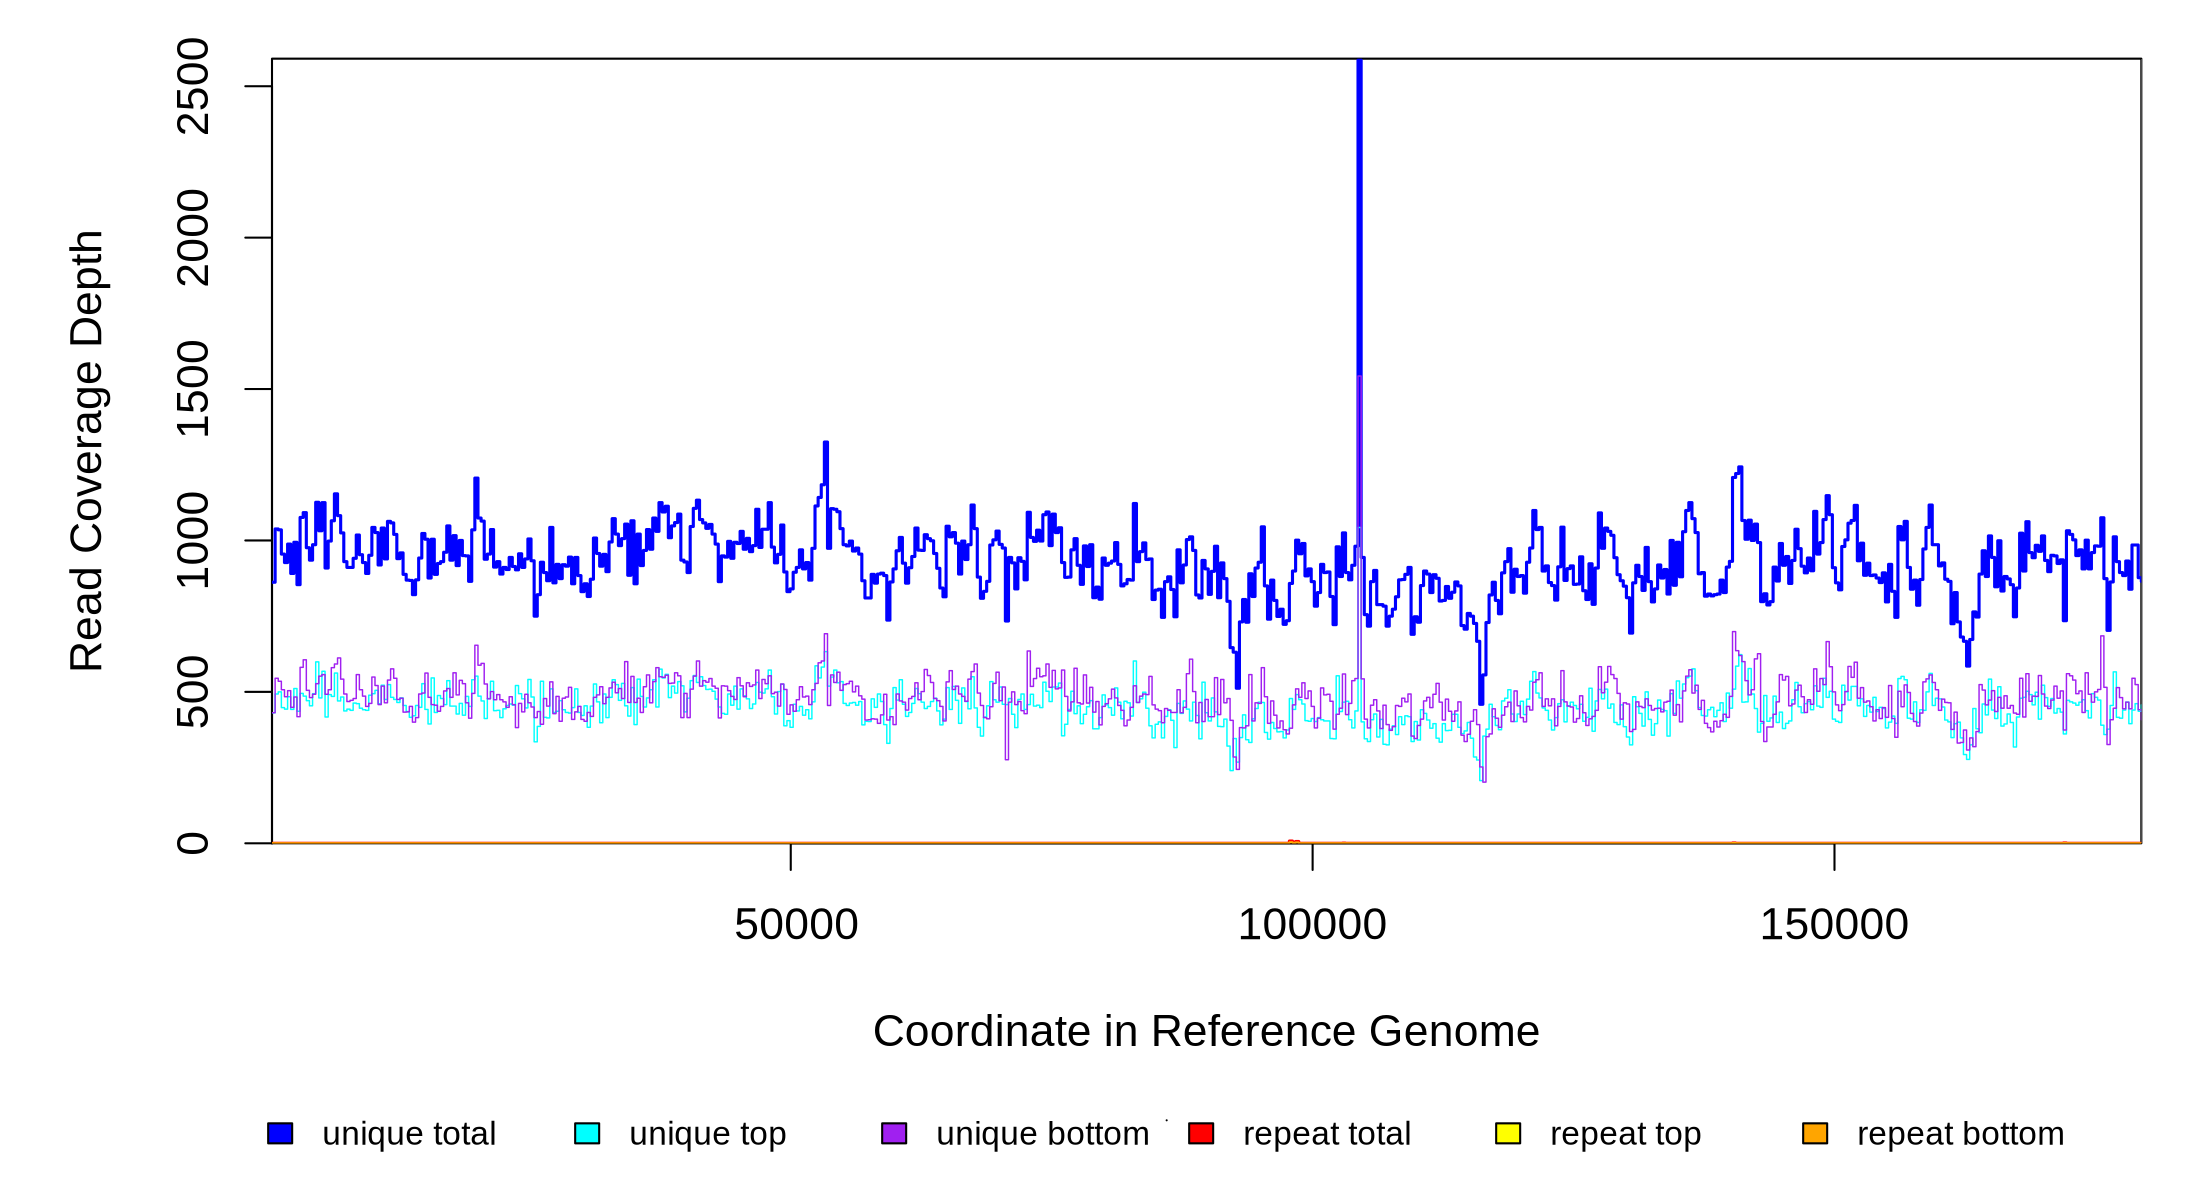 2500
2000
1500
1000
500
0
Read Coverage Depth
50000 100000 150000
Coordinate in Reference Genome
unique total unique top unique bottom repeat total repeat top repeat bottom